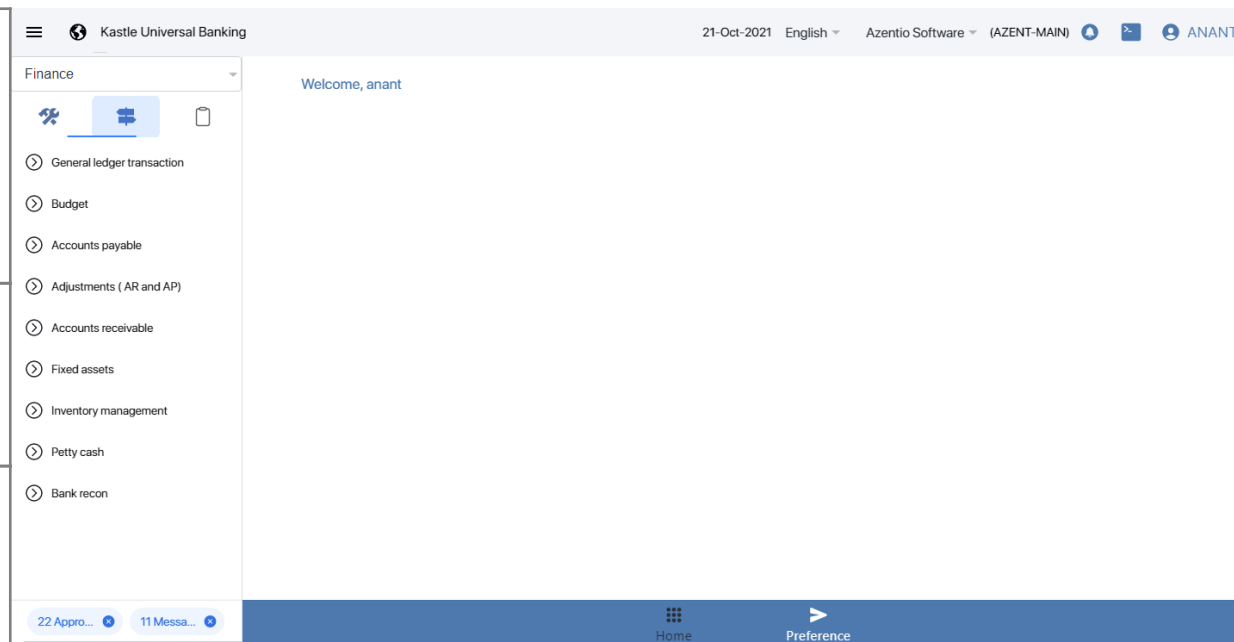 Kastle Universal Banking
21-Oct-2021 English Azentio Software (AZENT-MAIN) ANANT
Finance
Welcome, anant
General ledger transaction
Budget
Accounts payable
Adjustments ( AR and AP)
Accounts receivable
Fixed assets
Inventory management
Petty cash
Bank recon
22 Appro... 11 Messa...
Home Preference